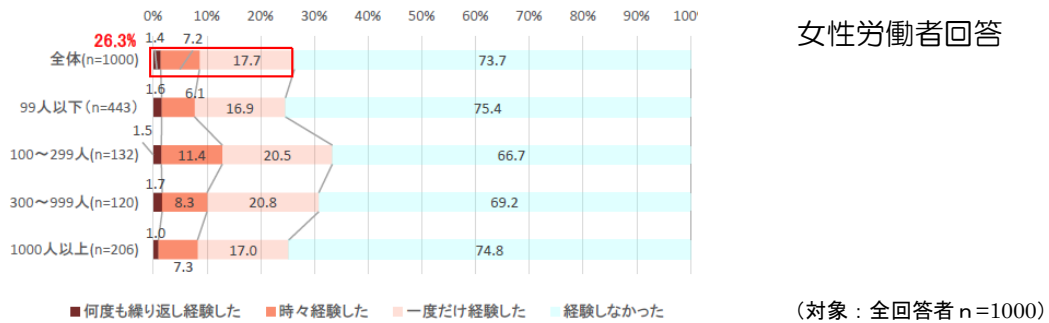 0% 10% 20% 30% 40% 50% 60% 70% 80% 90% 100%
女性労働者回答
26.3% 1.4 7.2
全体(n=1000) 17.7 73.7
1.6 6.1
99人以下(n=443) 16.9 75.4
1.5
100～299人(n=132) 11.4 20.5 66.7
1.7
300～999人(n=120) 8.3 20.8 69.2
1.0
1000人以上(n=206) 17.0 74.8
7.3
■何度も繰り返し経験した ■時々経験した ■一度だけ経験した 経験しなかった
（対象：全回答者ｎ=1000）